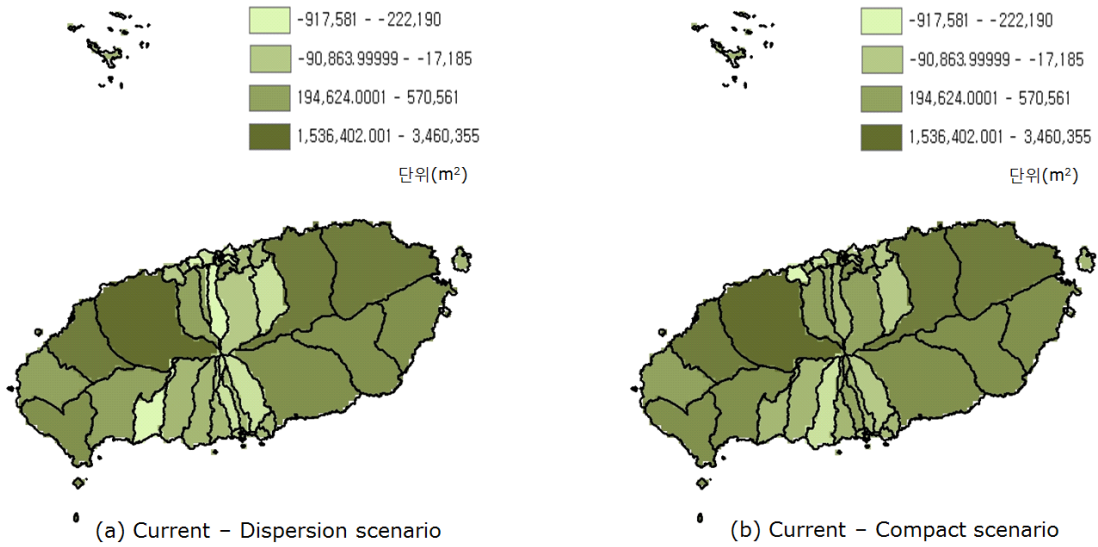 -917,581 - -222,190
-90,863.99999 - -17,185
194,624.0001 - 570,561
1,536,402.001 - 3,460,355
단위(m²)
(a) Current – Dispersion scenario
-917,581 - -222,190
-90,863.99999 - -17,185
194,624.0001 - 570,561
1,536,402.001 - 3,460,355
단위(m²)
(b) Current – Compact scenario